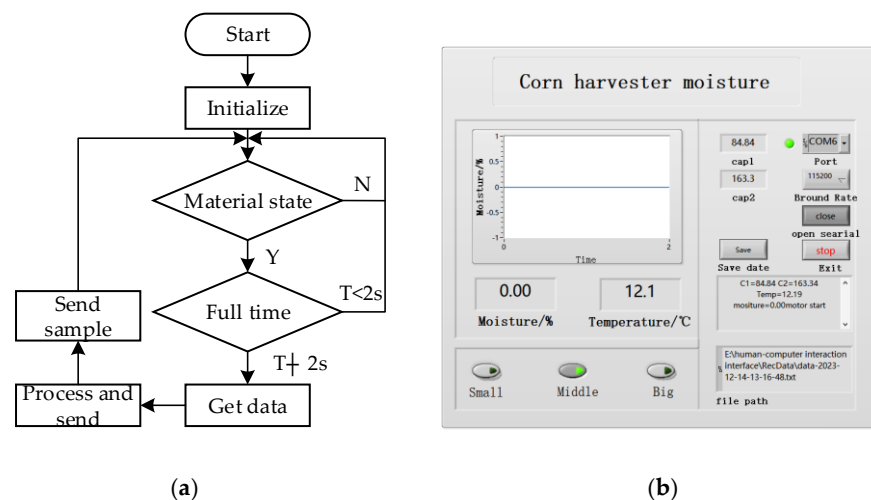 Start
Initialize
Material state
N
Y
Full time
T<2s
T┼ 2s
Get data
Process and
send
Send
sample
(a)
Corn harvester moisture
Moisture/%
1
0.5
0
-0.5
-1
0
2
Time
0.00
12.1
Moisture/%
Temperature/℃
Small
Middle
Big
84.84
COM6
cap1
Port
163.3
115200
cap2
Bround Rate
close
open searial
Save
stop
Save date
Exit
C1=84.84 C2=163.34
Temp=12.19
mositure=0.00motor start
E:\human-computer interaction
interface\RecData\data-2023-
12-14-13-16-48.txt
file path
(b)